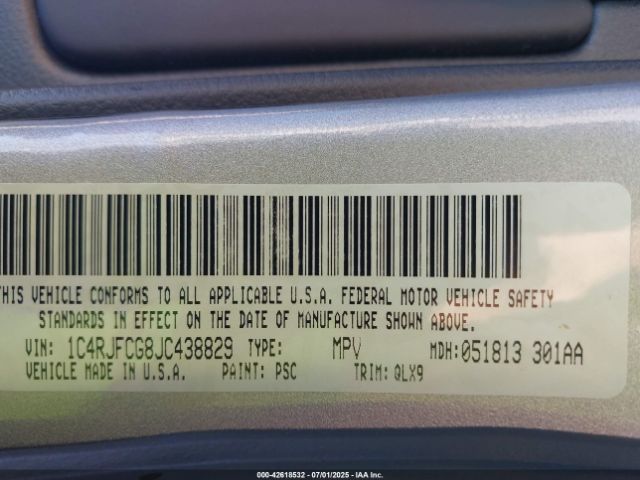 THIS VEHICLE CONFORMS TO ALL APPLICABLE U.S.A. FEDERAL MOTOR VEHICLE SAFETY
STANDARDS IN EFFECT ON THE DATE OF MANUFACTURE SHOWN ABOVE.
VIN: 1C4RJFCG8JC438829 TYPE: MPV MDH: 051813 301AA
VEHICLE MADE IN U.S.A. PAINT: PSC TRIM: QLX9
000-42618532 - 07/01/2025 - IAA Inc.